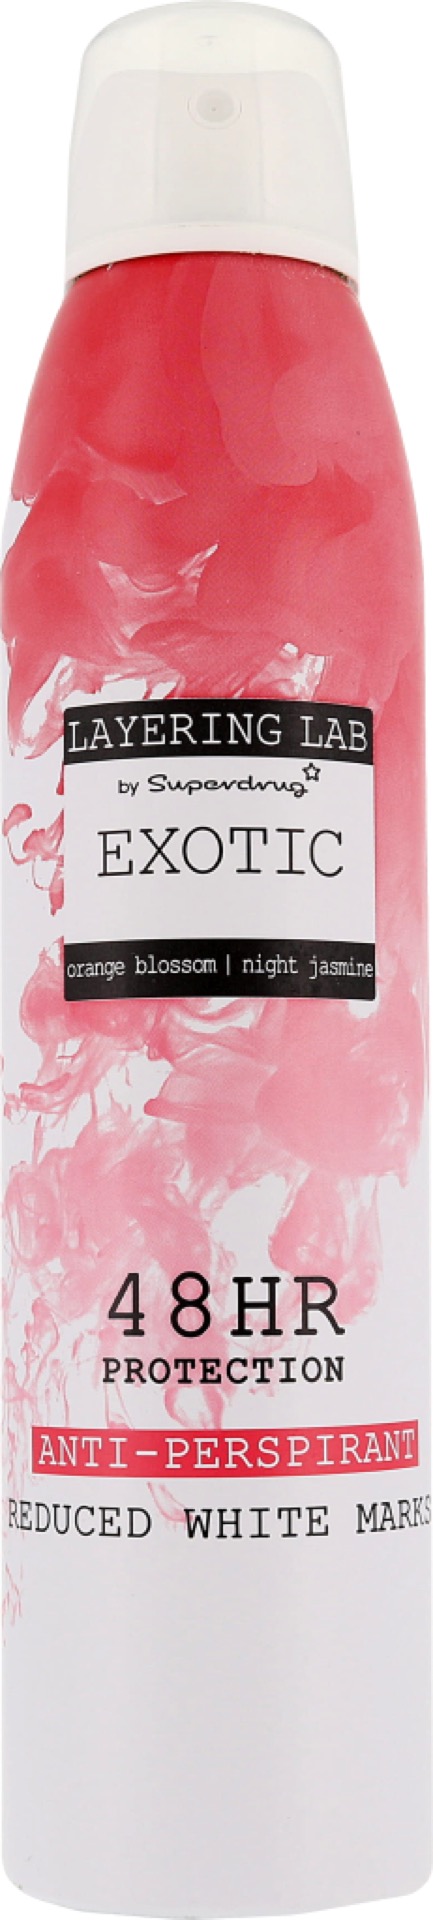 LAYERING LAB
by Superdrug
EXOTIC
orange blossom | night jasmine
48HR
PROTECTION
ANTI-PERSPIRANT
REDUCED WHITE MARKS